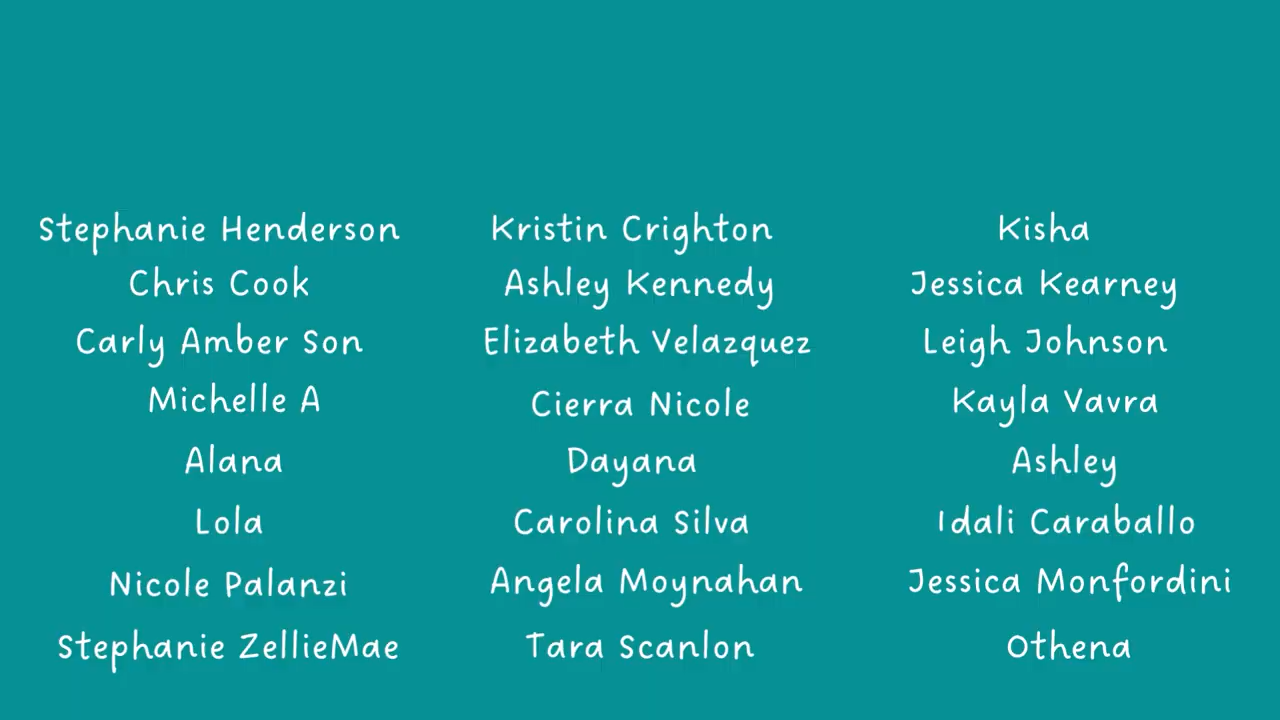 Stephanie Henderson
Chris Cook
Carly Amber Son
Michelle A
Alana
Lola
Nicole Palanzi
Stephanie ZellieMae
Kristin Crighton
Ashley Kennedy
Elizabeth Velazquez
Cierra Nicole
Dayana
Carolina Silva
Angela Moynahan
Tara Scanlon
Kisha
Jessica Kearney
Leigh Johnson
Kayla Vavra
Ashley
Idali Caraballo
Jessica Monfordini
Othena